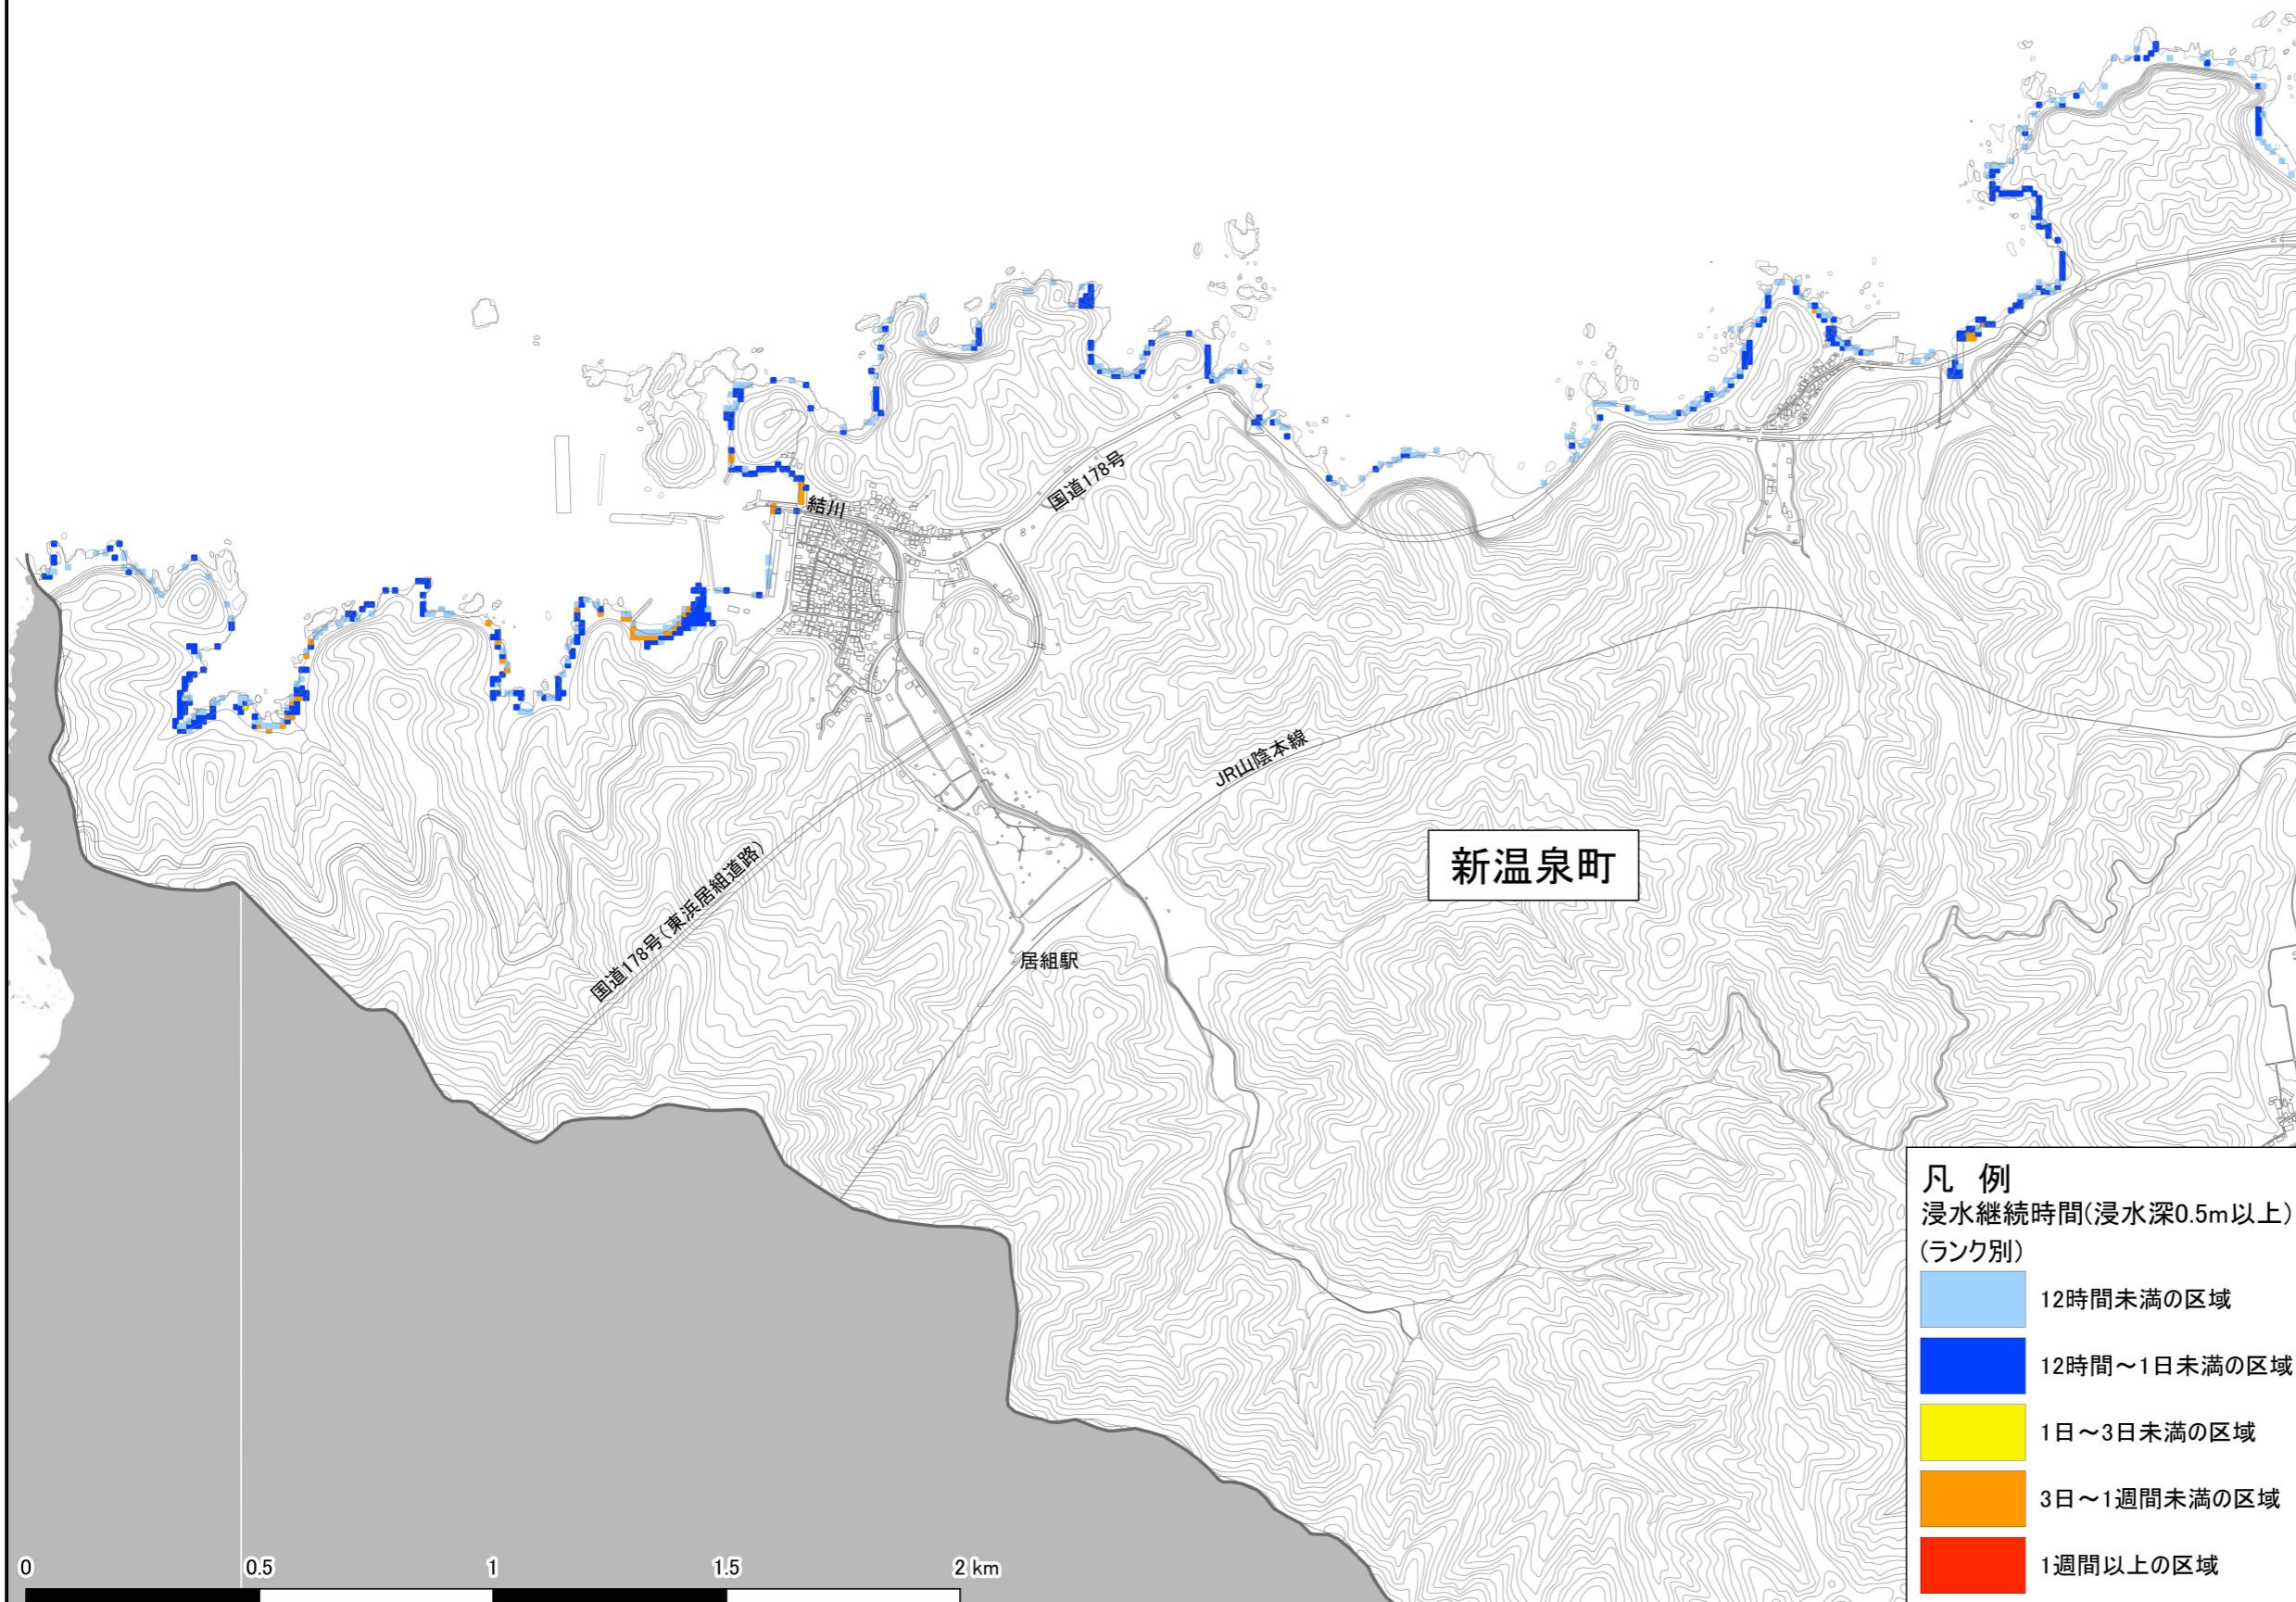 結川
国道178号
JR山陰本線
新温泉町
国道178号(東浜居組道路)
居組駅
凡 例
浸水継続時間(浸水深0.5m以上)
(ランク別)
12時間未満の区域
12時間～1日未満の区域
1日～3日未満の区域
3日～1週間未満の区域
1週間以上の区域
0 0.5 1 1.5 2 km